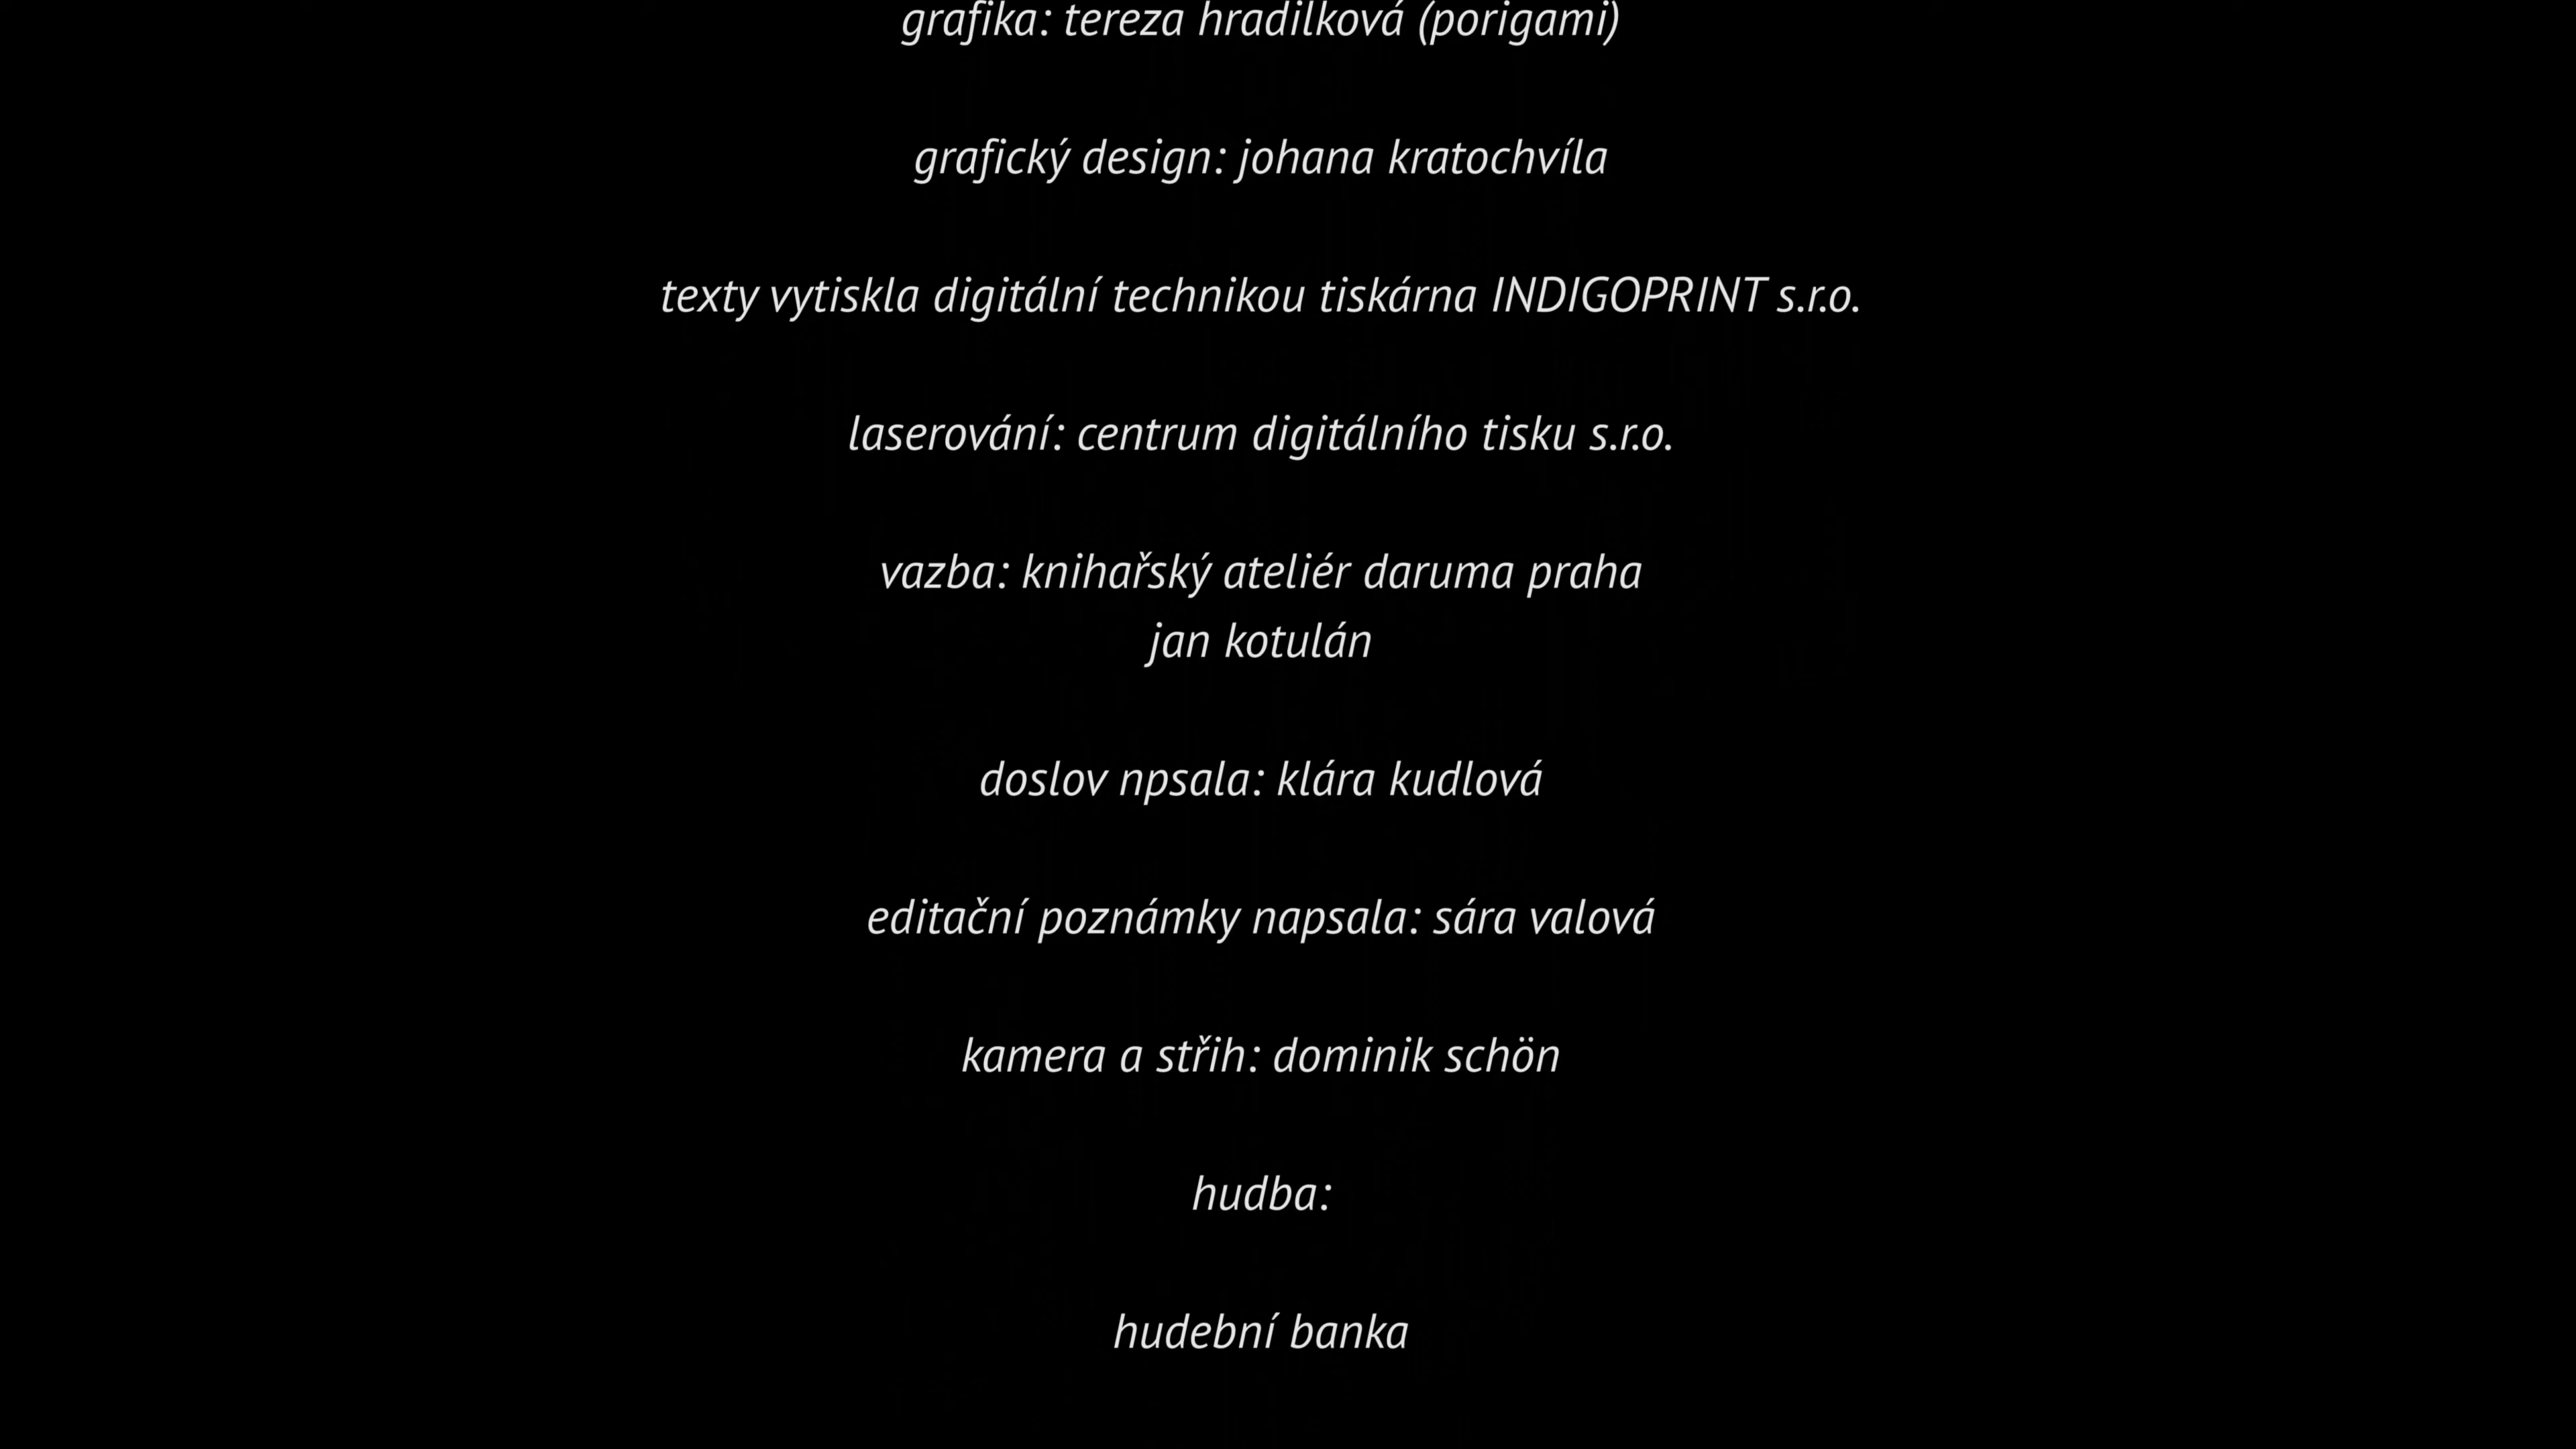 grafika: tereza hradilková (porigami)
grafický design: johana kratochvíla
texty vytiskla digitální technikou tiskárna INDIGOPRINT s.r.o.
laserování: centrum digitálního tisku s.r.o.
vazba: knihařský ateliér daruma praha
jan kotulán
doslov npsala: klára kudlová
editační poznámky napsala: sára valová
kamera a střih: dominik schön
hudba:
hudební banka